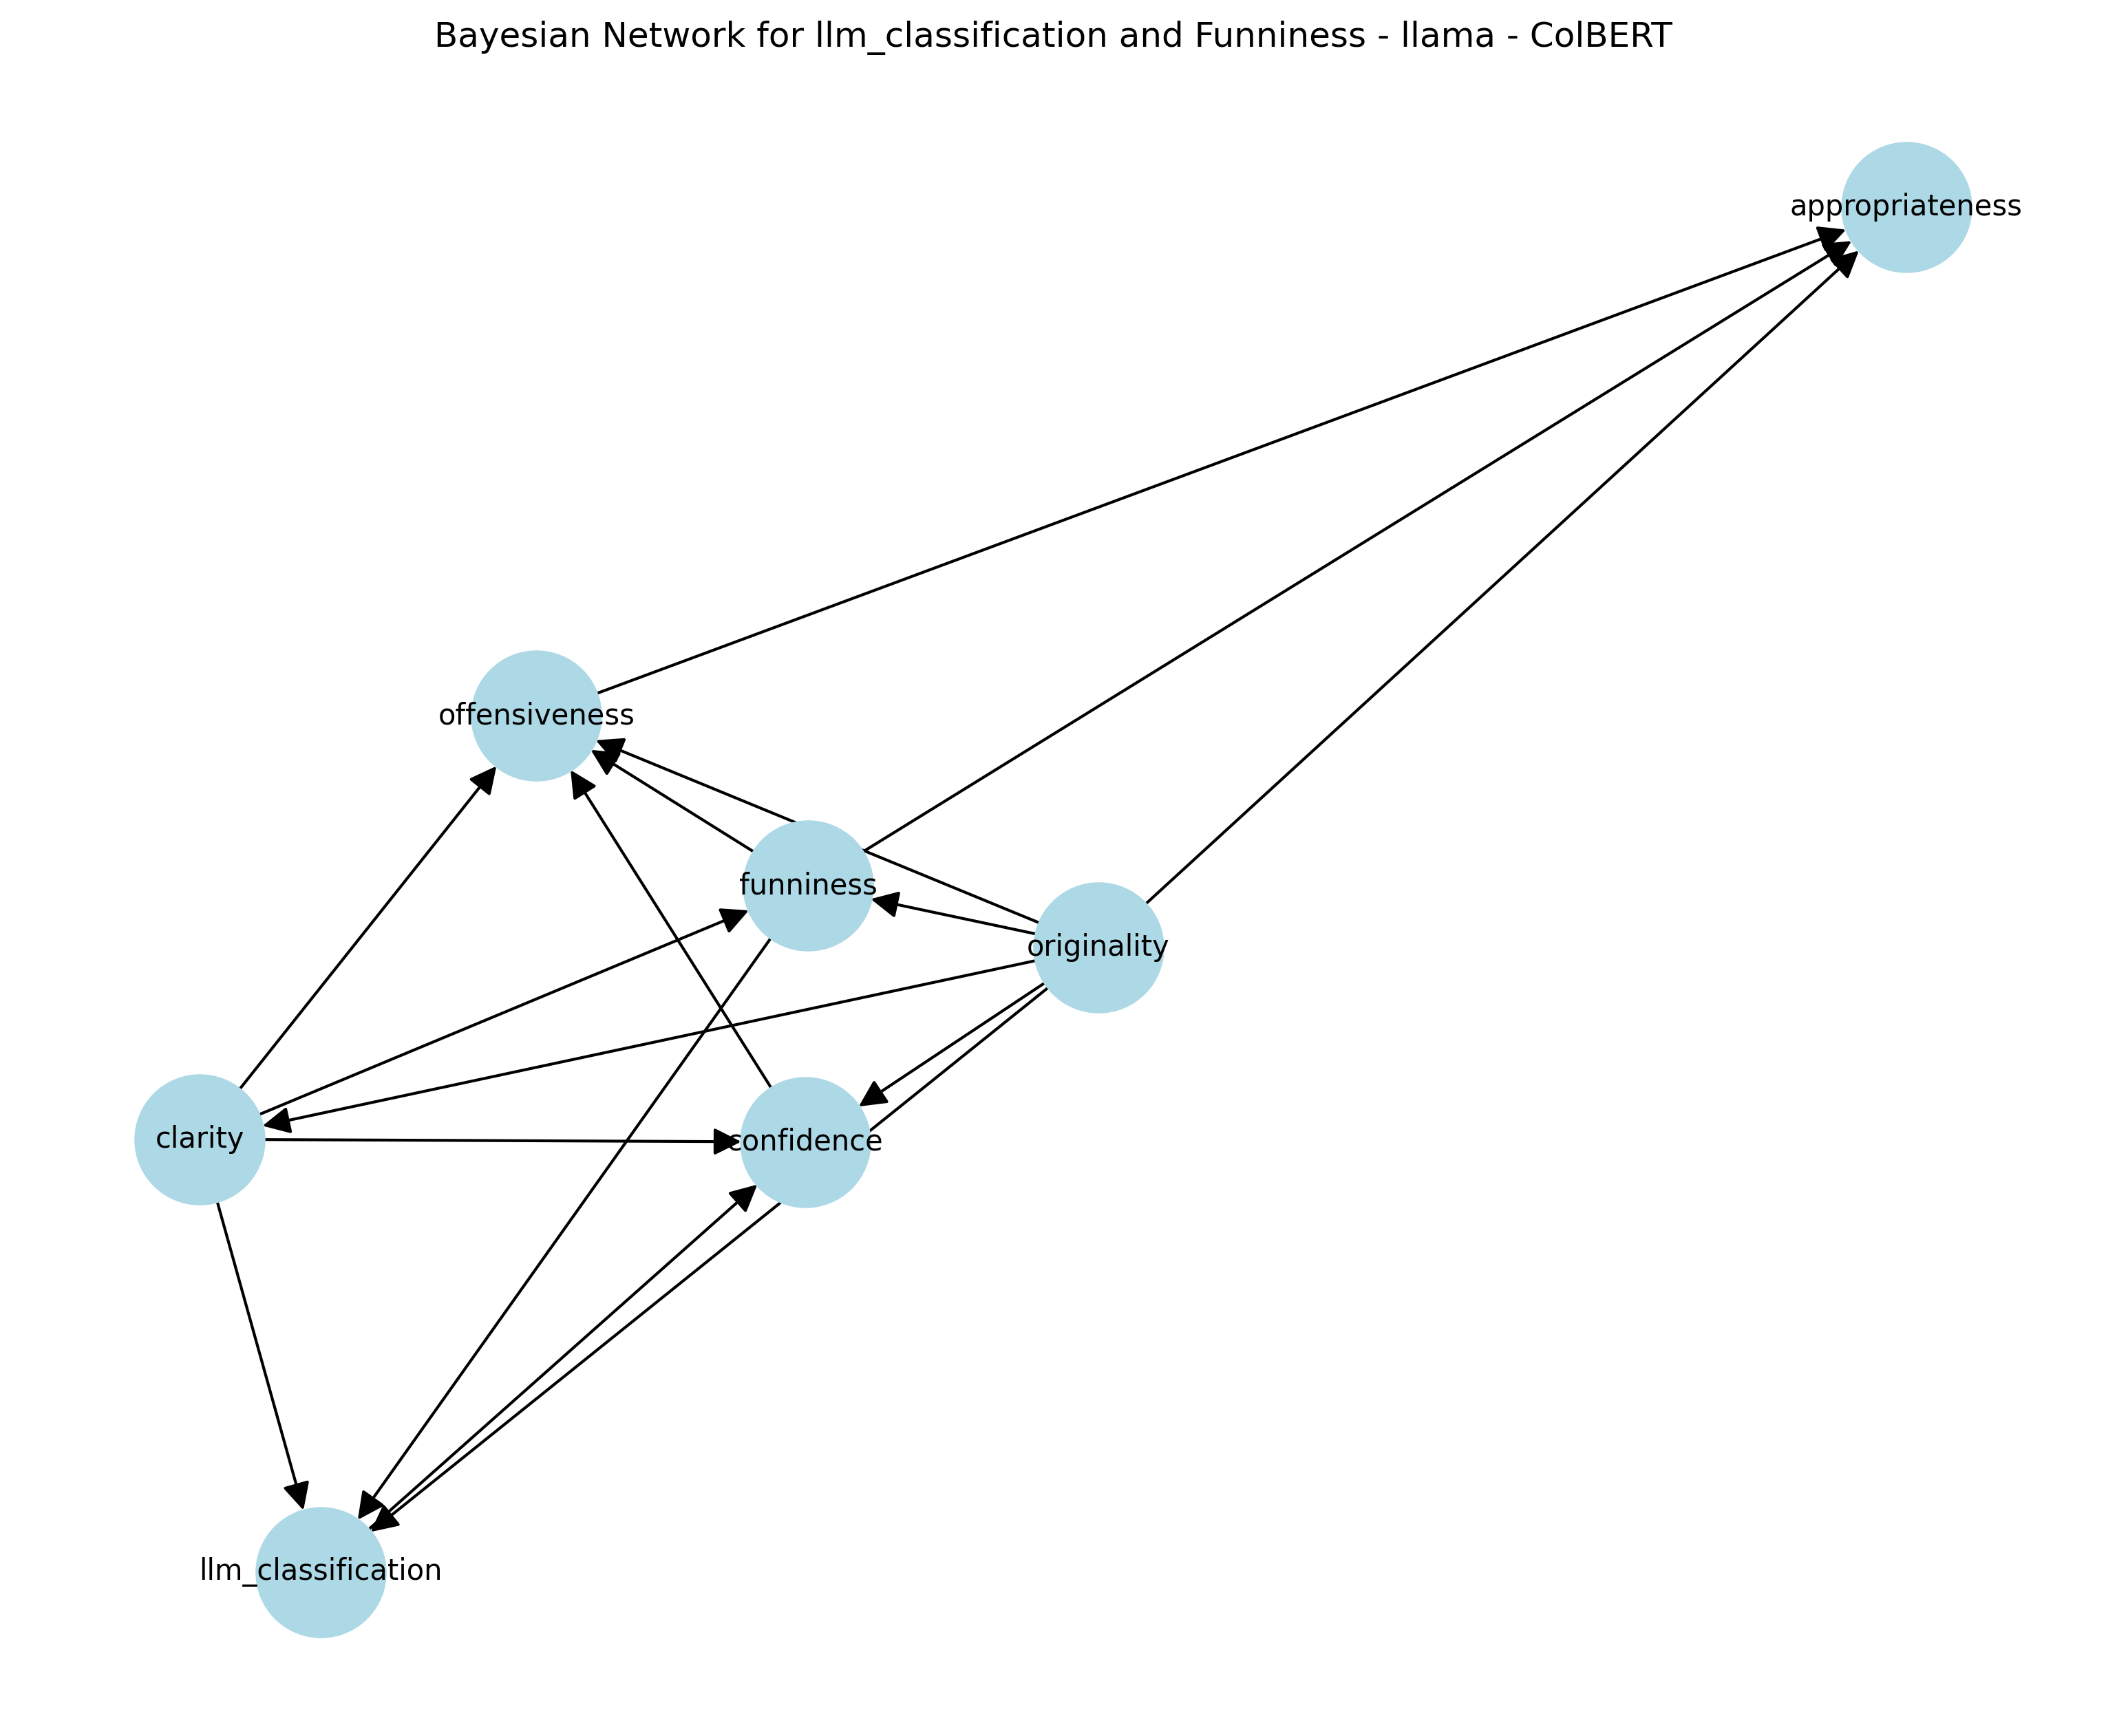 Bayesian Network for llm_classification and Funniness - llama - ColBERT
appropriateness
offensiveness
funniness
originality
clarity
confidence
llm_classification